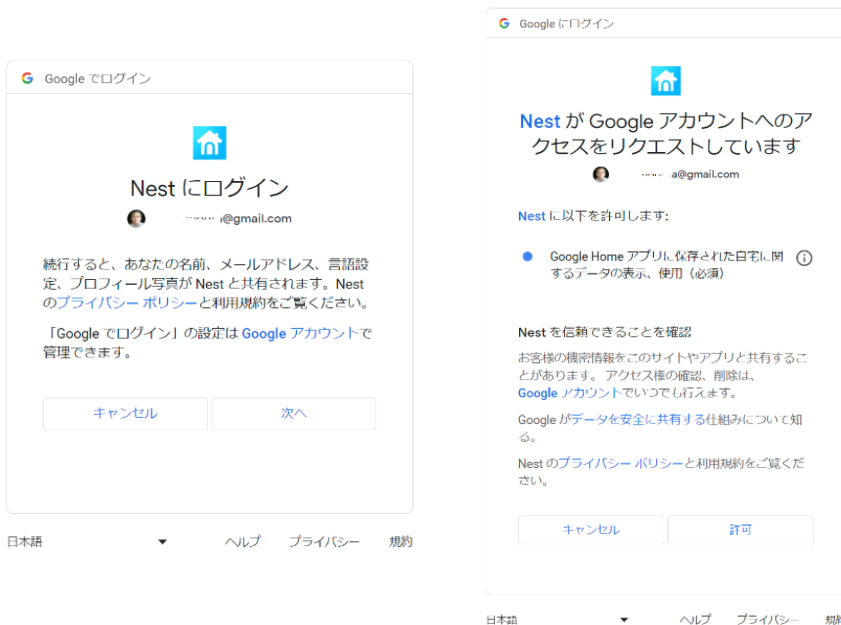 Google でログイン
Nest にログイン
@gmail.com
続行すると、あなたの名前、メールアドレス、言語設
定、プロフィール写真が Nest と共有されます。Nest
のプライバシー ポリシーと利用規約をご覧ください。
「Google でログイン」の設定は Google アカウントで
管理できます。
キャンセル
次へ
日本語
ヘルプ
プライバシー
規約
Google にログイン
Nest が Google アカウントへのア
クセスをリクエストしています
a@gmail.com
Nest に以下を許可します:
Google Home アプリに保存された自宅に関
するデータの表示、使用（必須）
Nest を信頼できることを確認
お客様の機密情報をこのサイトやアプリと共有するこ
とがあります。 アクセス権の確認、削除は、
Google アカウントでいつでも行えます。
Google がデータを安全に共有する仕組みについて知
る。
Nest のプライバシー ポリシーと利用規約をご覧くだ
さい。
キャンセル
許可
日本語
ヘルプ
プライバシー
規約